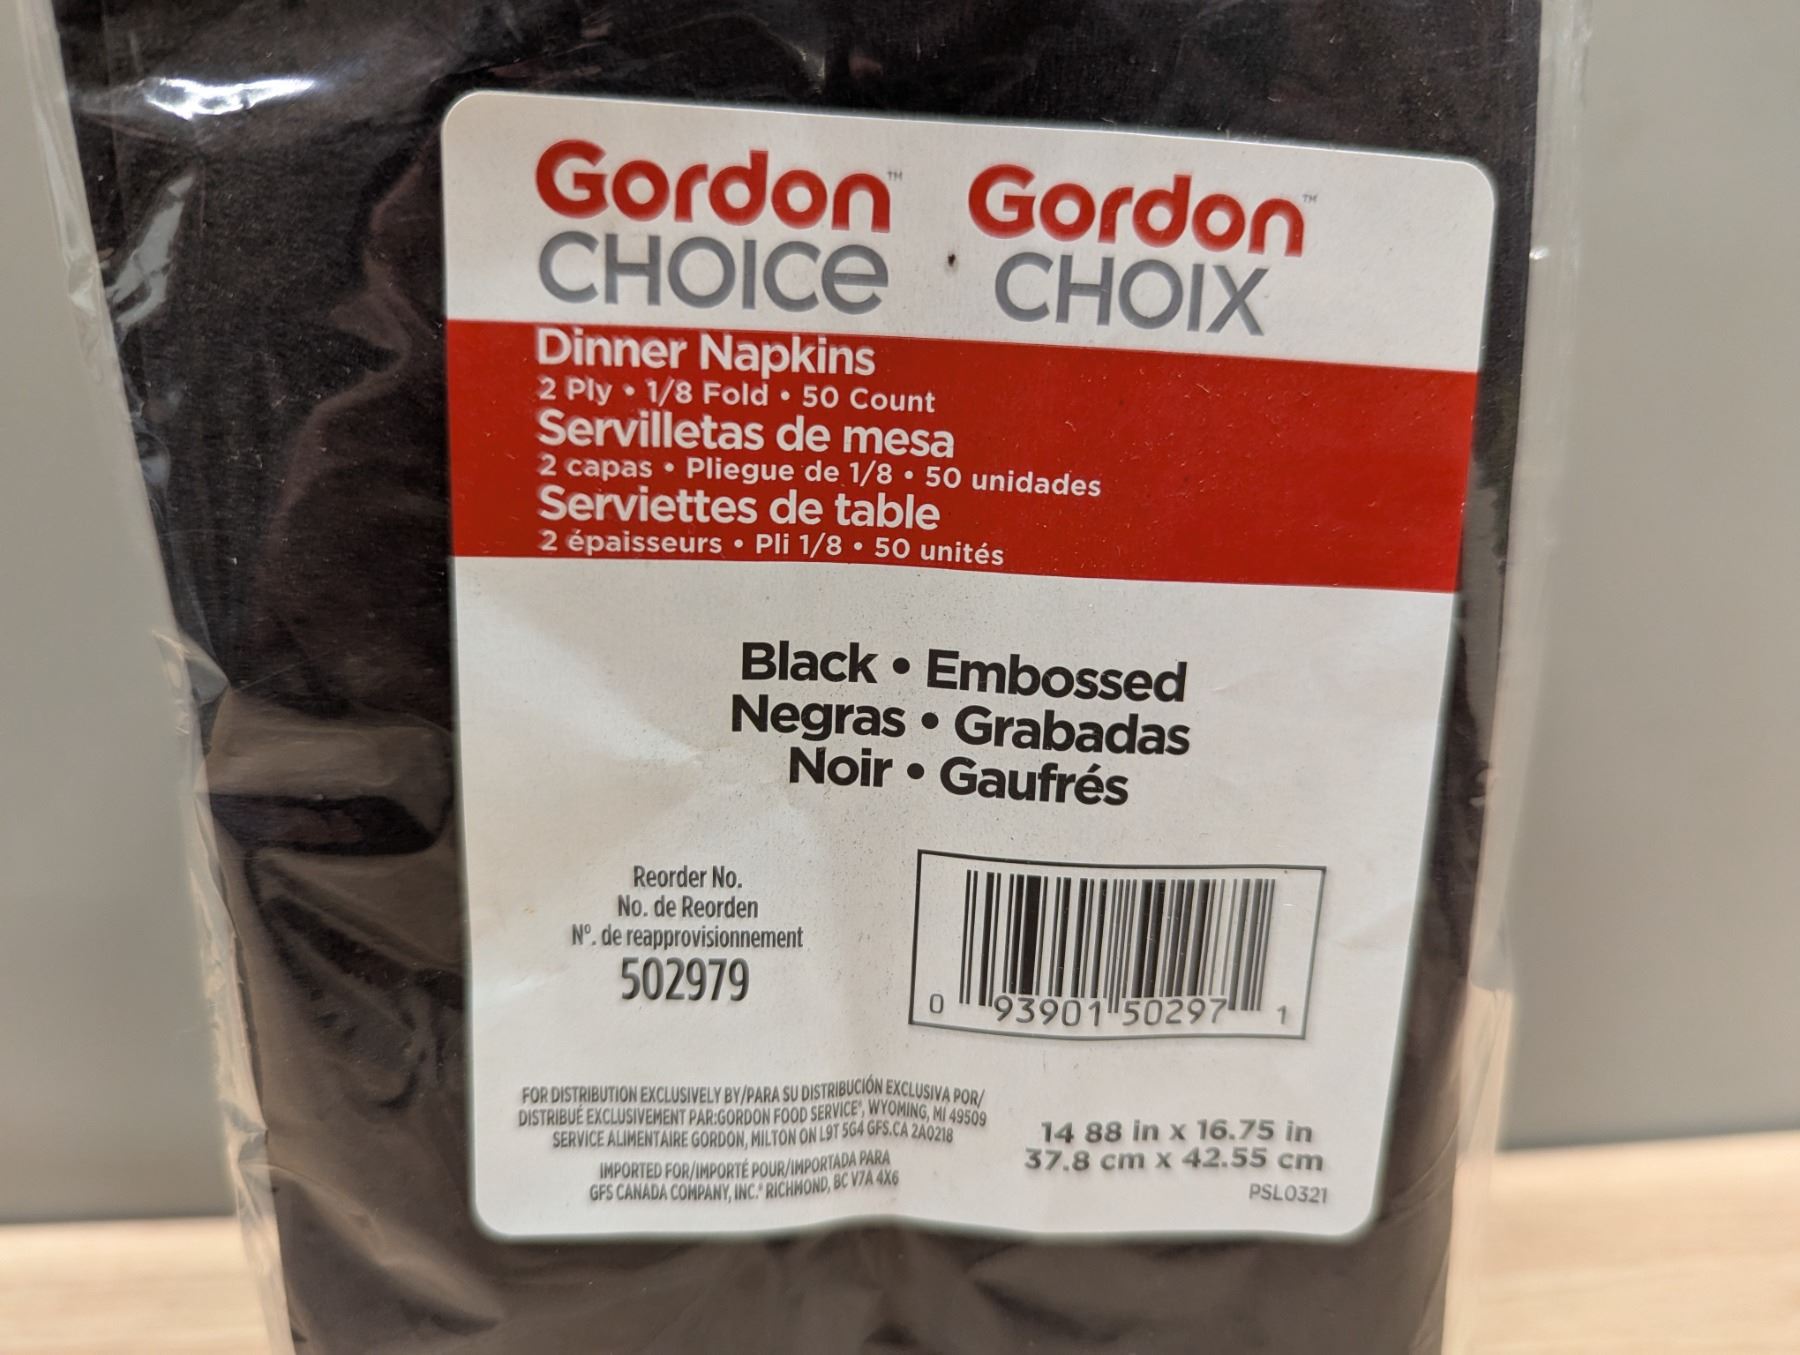 Gordon™ Gordon™
CHOICe · CHOIX
Dinner Napkins
2 Ply • 1/8 Fold • 50 Count
Servilletas de mesa
2 capas • Pliegue de 1/8 • 50 unidades
Serviettes de table
2 épaisseurs • Pli 1/8 • 50 unités
Black • Embossed
Negras • Grabadas
Noir • Gaufrés
Reorder No.
No. de Reorden
Nº. de reapprovisionnement
502979
0 93901 50297 1
FOR DISTRIBUTION EXCLUSIVELY BY/PARA SU DISTRIBUCIÓN EXCLUSIVA POR/
DISTRIBUÉ EXCLUSIVEMENT PAR:GORDON FOOD SERVICE®, WYOMING, MI 49509
SERVICE ALIMENTAIRE GORDON, MILTON ON L9T 5G4 GFS.CA 2A0218
IMPORTED FOR/IMPORTÉ POUR/IMPORTADA PARA
GFS CANADA COMPANY, INC.® RICHMOND, BC V7A 4X6
14 88 in x 16.75 in
37.8 cm x 42.55 cm
PSL0321